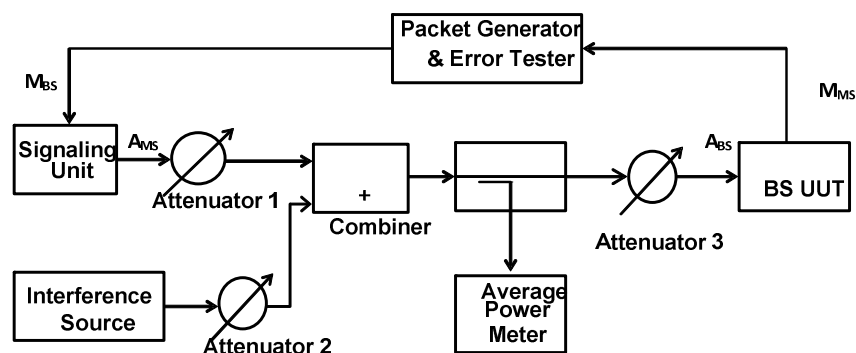 Packet Generator
& Error Tester
MBS
MMS
Signaling
Unit
AMS
Attenuator 1
+
Combiner
Attenuator 3
ABS
BS UUT
Interference
Source
Attenuator 2
Average
Power
Meter